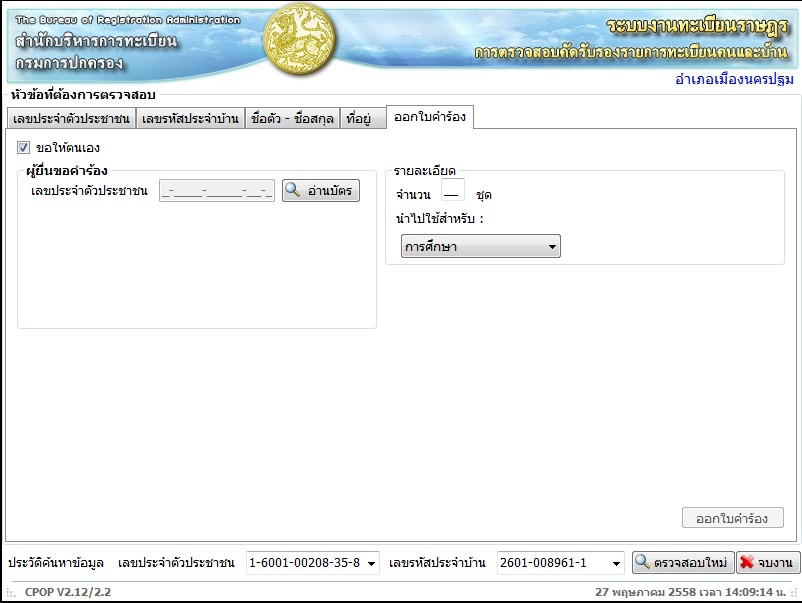 The Bureau of Registration Administration
สำนักบริหารการทะเบียน
กรมการปกครอง
ระบบงานทะเบียนราษฎร
การตรวจสอบคัดรับรองรายการทะเบียนคนและบ้าน
อำเภอเมืองนครปฐม
หัวข้อที่ต้องการตรวจสอบ
เลขประจำตัวประชาชน เลขรหัสประจำบ้าน ชื่อตัว - ชื่อสกุล ที่อยู่ ออกใบคำร้อง
ขอให้ตนเอง
ผู้ยื่นขอคำร้อง
เลขประจำตัวประชาชน _-____-_____-__-_ อ่านบัตร
รายละเอียด
จำนวน __ ชุด
นำไปใช้สำหรับ :
การศึกษา
ออกใบคำร้อง
ประวัติค้นหาข้อมูล เลขประจำตัวประชาชน 1-6001-00208-35-8 เลขรหัสประจำบ้าน 2601-008961-1 ตรวจสอบใหม่ จบงาน
CPOP V2.12/2.2 27 พฤษภาคม 2558 เวลา 14:09:14 น.